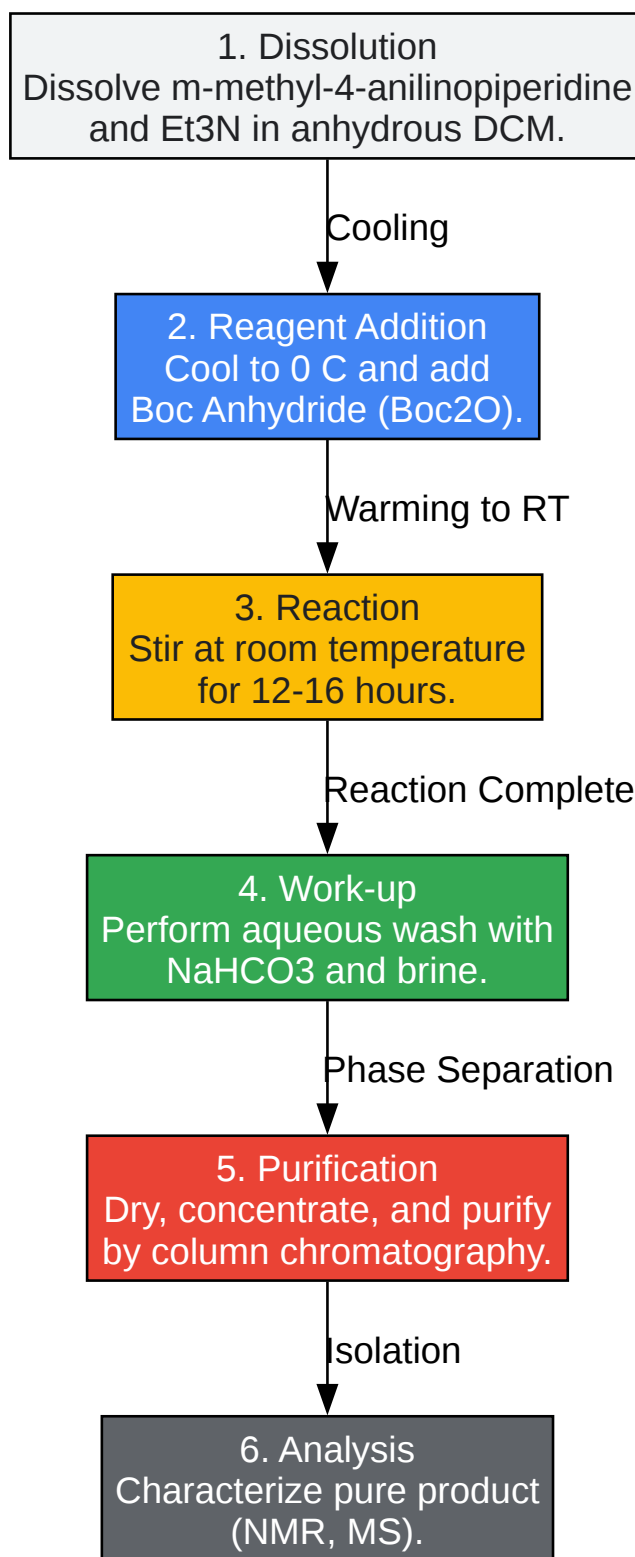 1. Dissolution
Dissolve m-methyl-4-anilinopiperidine
and Et3N in anhydrous DCM.
Cooling
2. Reagent Addition
Cool to 0 C and add
Boc Anhydride (Boc2O).
Warming to RT
3. Reaction
Stir at room temperature
for 12-16 hours.
Reaction Complete
4. Work-up
Perform aqueous wash with
NaHCO3 and brine.
Phase Separation
5. Purification
Dry, concentrate, and purify
by column chromatography.
Isolation
6. Analysis
Characterize pure product
(NMR, MS).